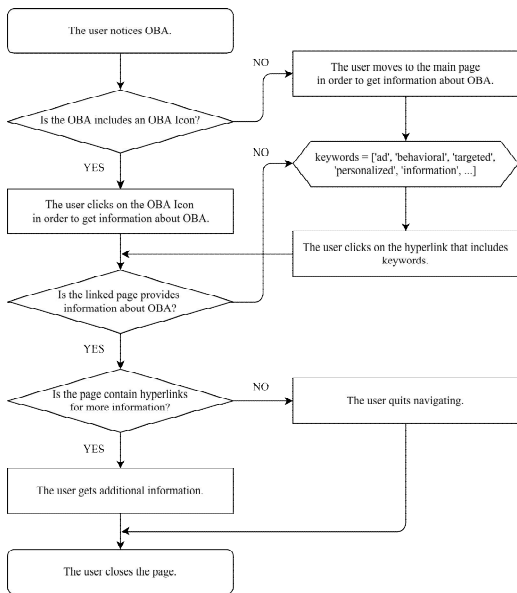 The user notices OBA.
NO
The user moves to the main page
in order to get information about OBA.
Is the OBA includes an OBA Icon?
YES
NO
keywords = ['ad', 'behavioral', 'targeted',
'personalized', 'information', ...]
The user clicks on the OBA Icon
in order to get information about OBA.
The user clicks on the hyperlink that includes
keywords.
Is the linked page provides
information about OBA?
YES
Is the page contain hyperlinks
for more information?
NO
The user quits navigating.
YES
The user gets additional information.
The user closes the page.